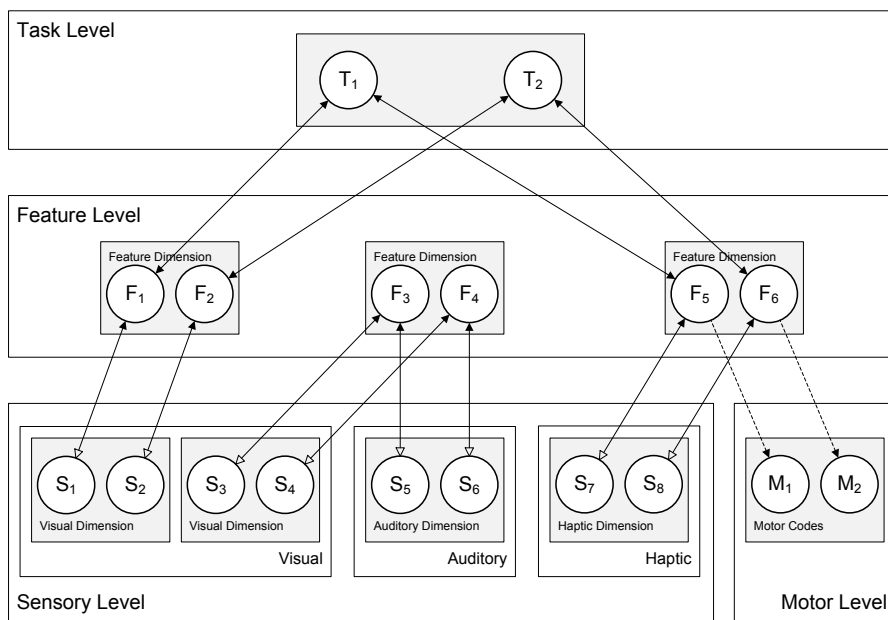 Task Level
T1 T2
Feature Level
Feature Dimension Feature Dimension Feature Dimension
F1 F2 F3 F4 F5 F6
S1 S2 S3 S4 S5 S6 S7 S8 M1 M2
Visual Dimension Visual Dimension Auditory Dimension Haptic Dimension Motor Codes
Visual Auditory Haptic
Sensory Level Motor Level